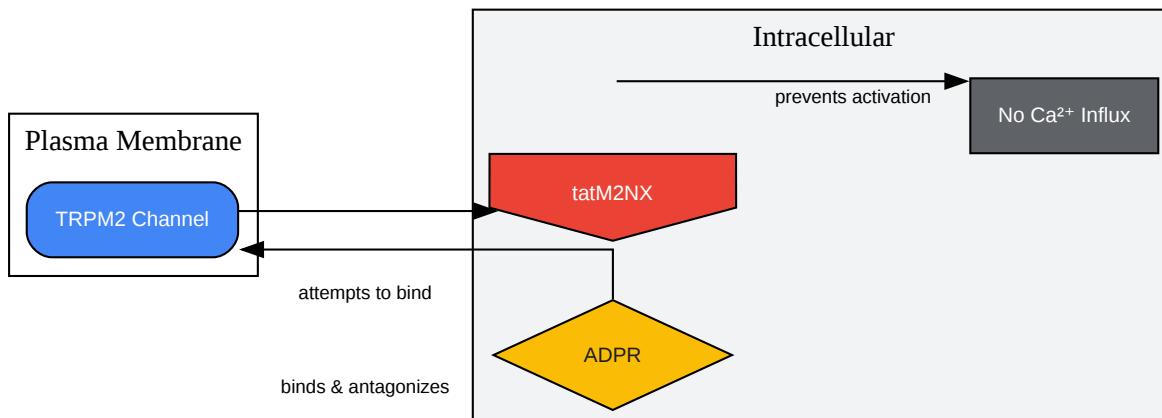 Intracellular
prevents activation
No Ca²⁺ Influx
Plasma Membrane
TRPM2 Channel
tatM2NX
attempts to bind
ADPR
binds & antagonizes